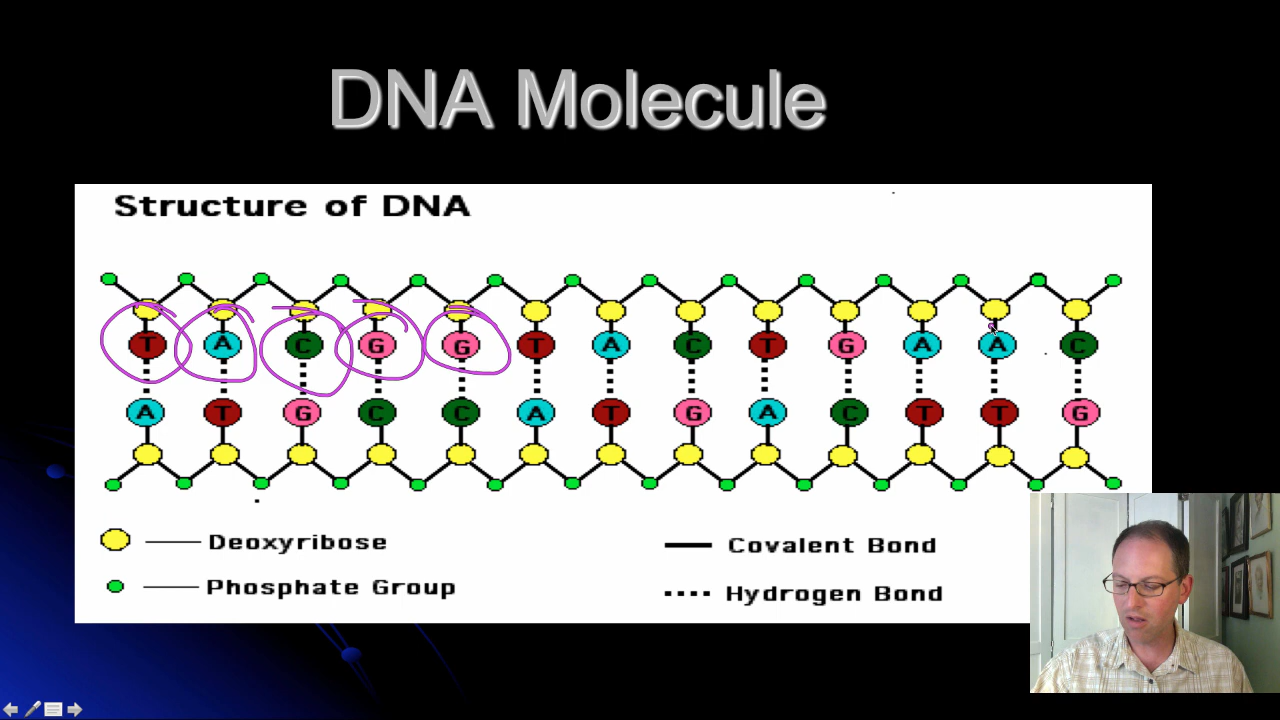 DNA Molecule
Structure of DNA
T A C G G T A C T G A A C
A T G C C A T G A C T T G
Deoxyribose
Covalent Bond
Phosphate Group
Hydrogen Bond